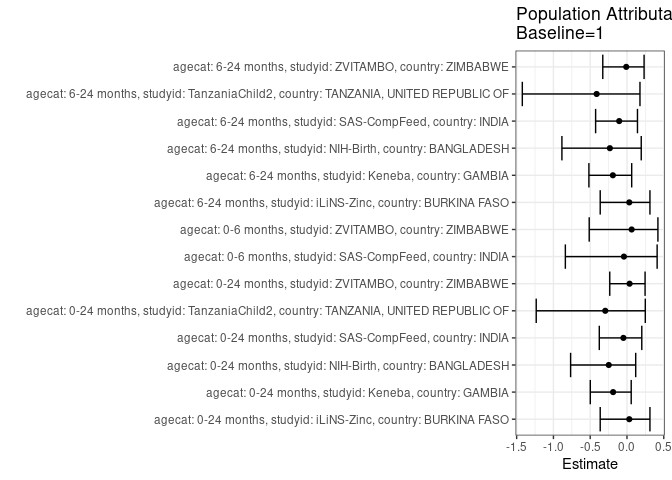 Population Attributa
Baseline=1
agecat: 6-24 months, studyid: ZVITAMBO, country: ZIMBABWE
agecat: 6-24 months, studyid: TanzaniaChild2, country: TANZANIA, UNITED REPUBLIC OF
agecat: 6-24 months, studyid: SAS-CompFeed, country: INDIA
agecat: 6-24 months, studyid: NIH-Birth, country: BANGLADESH
agecat: 6-24 months, studyid: Keneba, country: GAMBIA
agecat: 6-24 months, studyid: iLiNS-Zinc, country: BURKINA FASO
agecat: 0-6 months, studyid: ZVITAMBO, country: ZIMBABWE
agecat: 0-6 months, studyid: SAS-CompFeed, country: INDIA
agecat: 0-24 months, studyid: ZVITAMBO, country: ZIMBABWE
agecat: 0-24 months, studyid: TanzaniaChild2, country: TANZANIA, UNITED REPUBLIC OF
agecat: 0-24 months, studyid: SAS-CompFeed, country: INDIA
agecat: 0-24 months, studyid: NIH-Birth, country: BANGLADESH
agecat: 0-24 months, studyid: Keneba, country: GAMBIA
agecat: 0-24 months, studyid: iLiNS-Zinc, country: BURKINA FASO
-1.5 -1.0 -0.5 0.0 0.5
Estimate